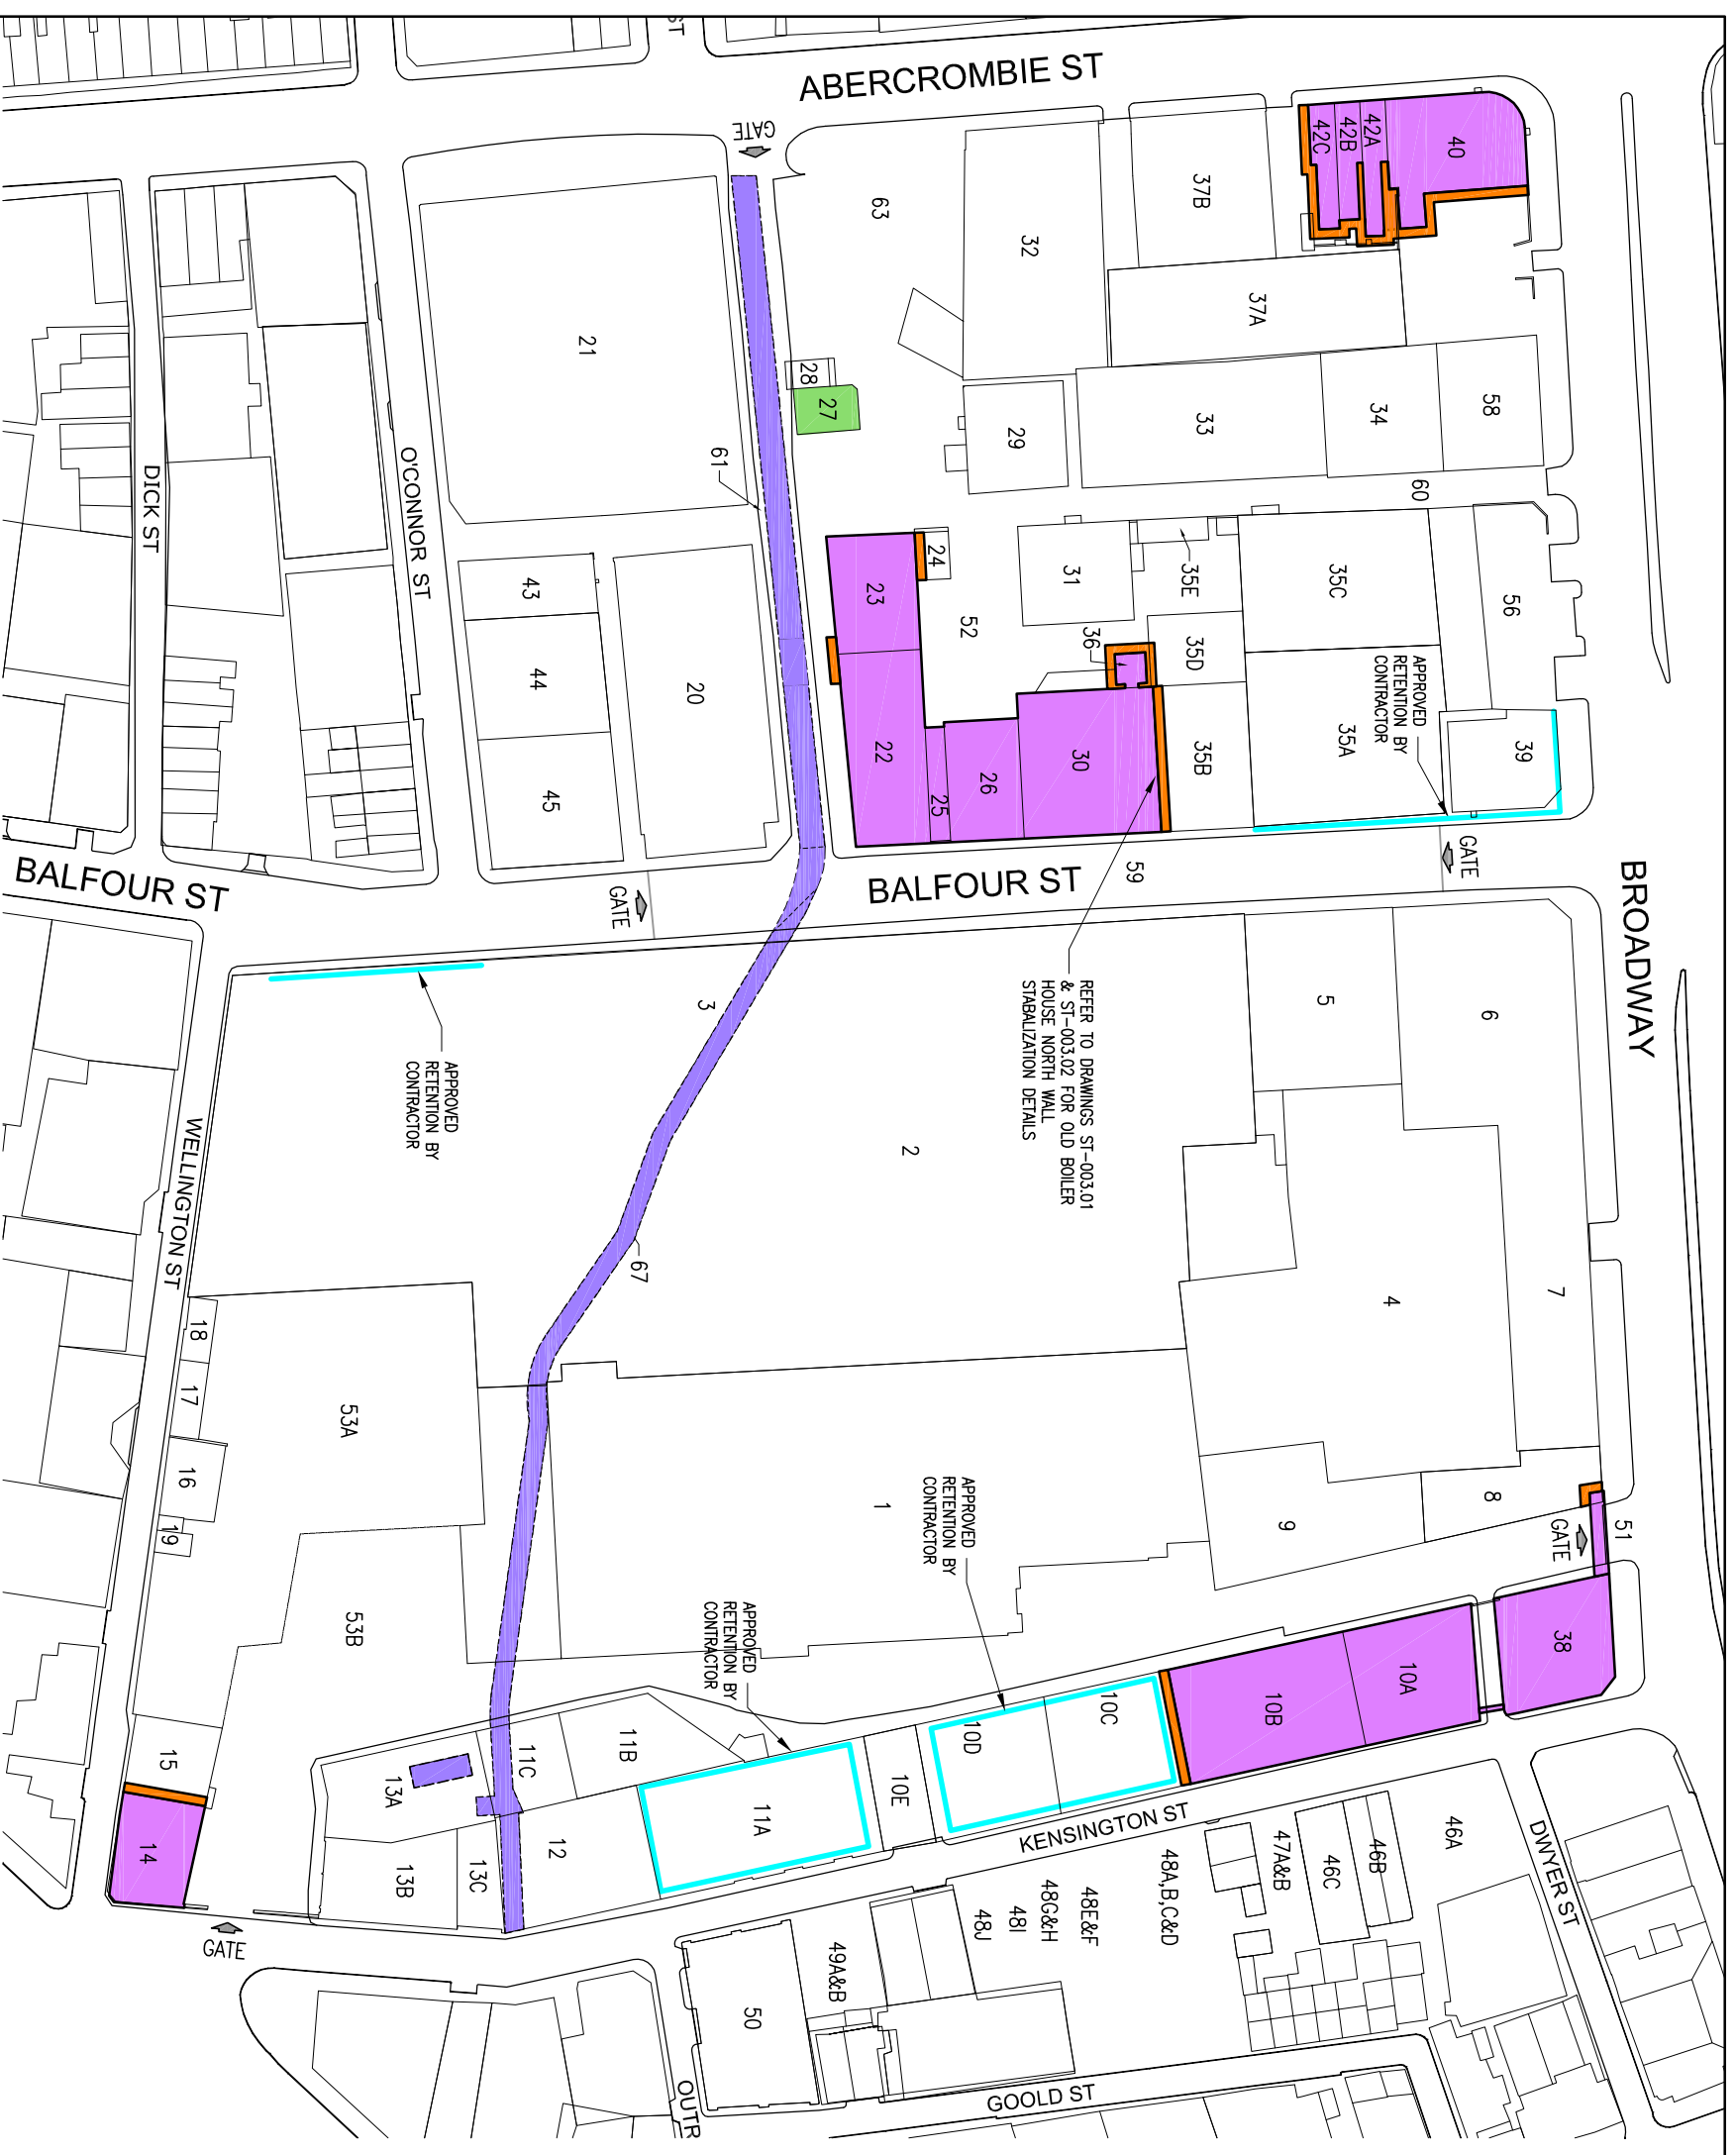 ABERCROMBIE ST
ST
GATE
BROADWAY
40
42A
42B
42C
37B
37A
32
63
28
27
29
33
34
58
60
21
61
O'CONNOR ST
DICK ST
43
44
45
20
24
23
22
25
26
30
52
31
35E
35D
35C
35B
35A
36
56
39
APPROVED
RETENTION BY
CONTRACTOR
GATE
59
BALFOUR ST
GATE
BALFOUR ST
REFER TO DRAWINGS ST-003.01
& ST-003.02 FOR OLD BOILER
HOUSE NORTH WALL
STABALIZATION DETAILS
6
5
3
2
APPROVED
RETENTION BY
CONTRACTOR
WELLINGTON ST
67
4
7
18
17
16
19
53A
53B
1
9
8
51
GATE
APPROVED
RETENTION BY
CONTRACTOR
APPROVED
RETENTION BY
CONTRACTOR
38
10A
10B
10C
10D
10E
11A
11B
11C
12
13A
13B
13C
15
14
GATE
KENSINGTON ST
DWYER ST
46A
46B
46C
47A&B
48A,B,C&D
48E&F
48G&H
48I
48J
49A&B
50
GOOLD ST
OUTR